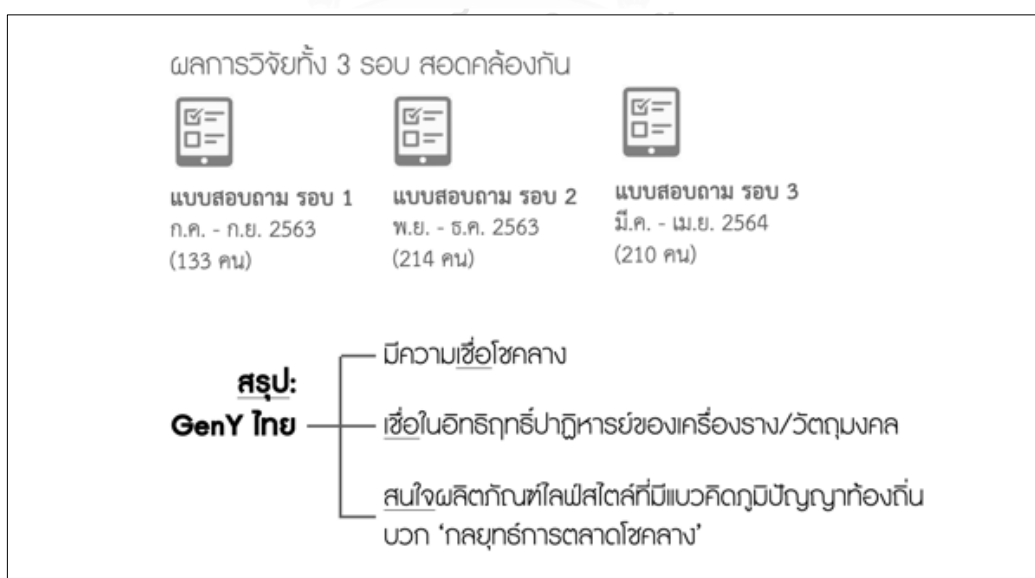 ผลการวิจัยทั้ง 3 รอบ สอดคล้องกัน
แบบสอบถาม รอบ 1
ก.ค. - ก.ย. 2563
(133 คน)
แบบสอบถาม รอบ 2
พ.ย. - ธ.ค. 2563
(214 คน)
แบบสอบถาม รอบ 3
มี.ค. - เม.ย. 2564
(210 คน)
สรุป:
GenY ไทย
มีความเชื่อโชคลาง
เชื่อในอิทธิฤทธิ์ปาฏิหารย์ของเครื่องราง/วัตถุมงคล
สนใจผลิตภัณฑ์ไลฟ์สไตล์ที่มีแนวคิดภูมิปัญญาท้องถิ่น
บวก ‘กลยุทธ์การตลาดโชคลาง’